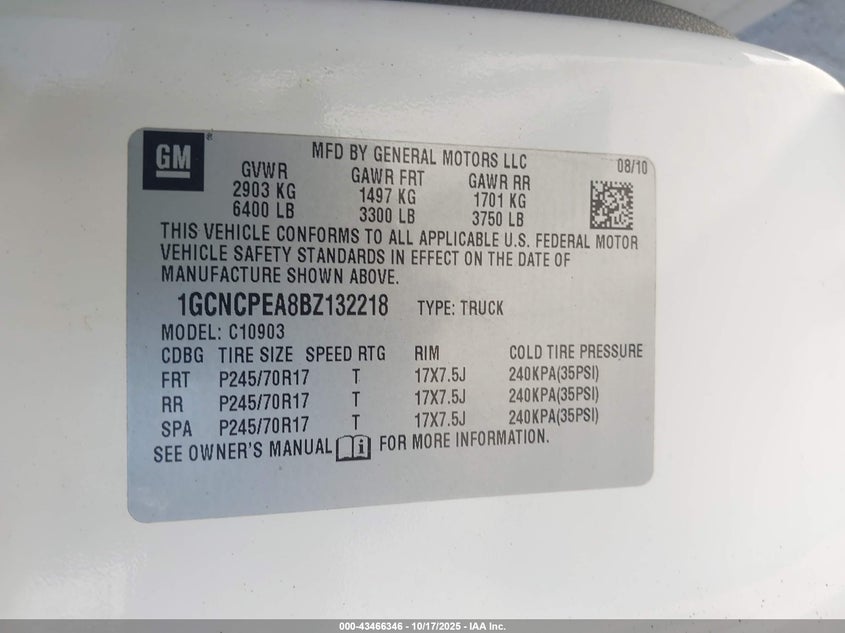 GM®
MFD BY GENERAL MOTORS LLC
08/10
GVWR GAWR FRT GAWR RR
2903 KG 1497 KG 1701 KG
6400 LB 3300 LB 3750 LB
THIS VEHICLE CONFORMS TO ALL APPLICABLE U.S. FEDERAL MOTOR
VEHICLE SAFETY STANDARDS IN EFFECT ON THE DATE OF
MANUFACTURE SHOWN ABOVE.
1GCNCPEA8BZ132218 TYPE: TRUCK
MODEL: C10903
CDBG TIRE SIZE SPEED RTG RIM COLD TIRE PRESSURE
FRT P245/70R17 T 17X7.5J 240KPA(35PSI)
RR P245/70R17 T 17X7.5J 240KPA(35PSI)
SPA P245/70R17 T 17X7.5J 240KPA(35PSI)
SEE OWNER'S MANUAL FOR MORE INFORMATION.
000-43466346 | 10/17/2025 - IAA Inc.